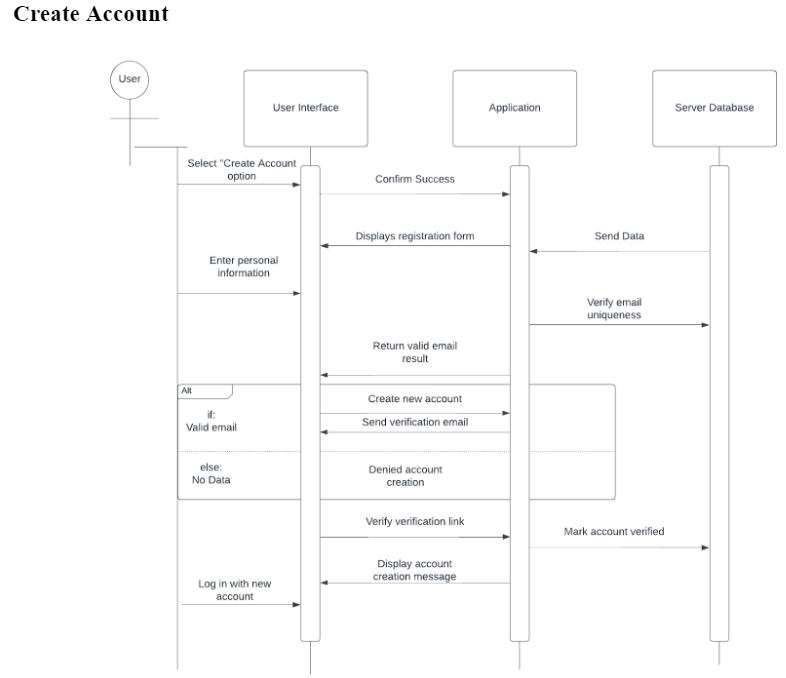 Create Account
User
User Interface
Application
Server Database
Select "Create Account
option
Confirm Success
Displays registration form
Send Data
Enter personal
information
Verify email
uniqueness
Return valid email
result
Alt
if:
Valid email
Create new account
Send verification email
else:
No Data
Denied account
creation
Verify verification link
Mark account verified
Display account
creation message
Log in with new
account